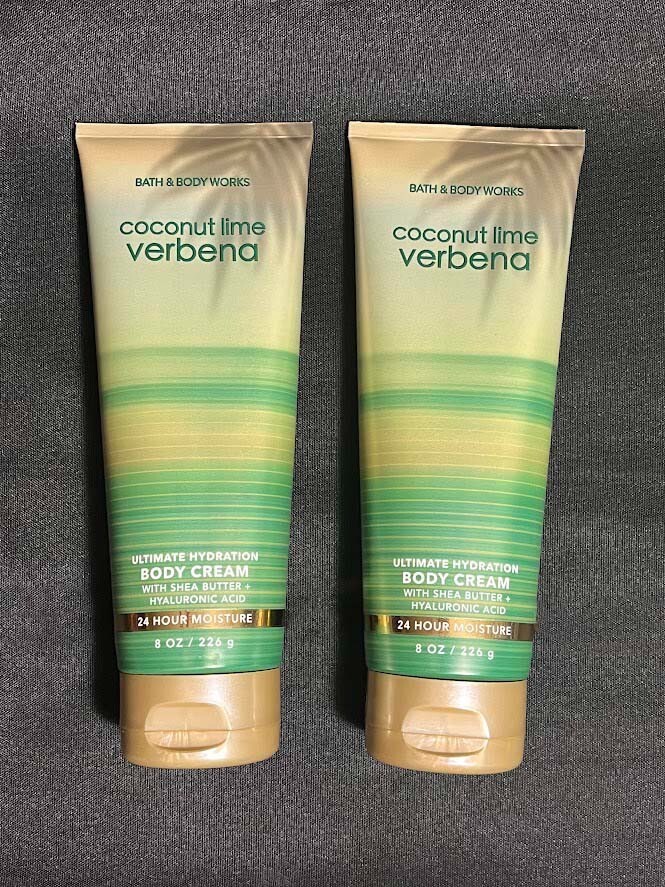 BATH & BODY WORKS
coconut lime
verbena
ULTIMATE HYDRATION
BODY CREAM
WITH SHEA BUTTER +
HYALURONIC ACID
24 HOUR MOISTURE
8 OZ / 226 g
BATH & BODY WORKS
coconut lime
verbena
ULTIMATE HYDRATION
BODY CREAM
WITH SHEA BUTTER +
HYALURONIC ACID
24 HOUR MOISTURE
8 OZ / 226 g